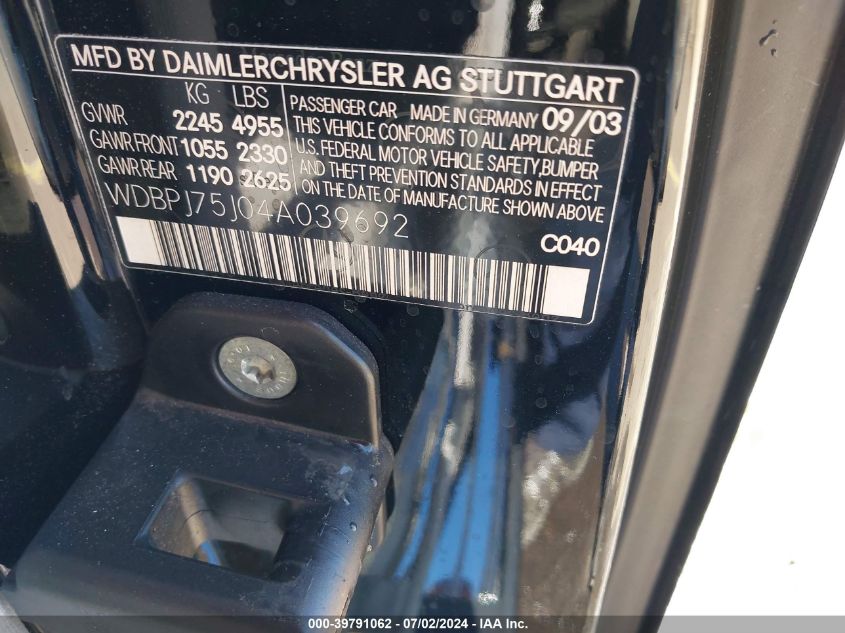 MFD BY DAIMLERCHRYSLER AG STUTTGART
KG LBS
GVWR 2245 4955
GAWR.FRONT 1055 2330
GAWR.REAR 1190 2625
PASSENGER CAR MADE IN GERMANY 09/03
THIS VEHICLE CONFORMS TO ALL APPLICABLE
U.S. FEDERAL MOTOR VEHICLE SAFETY,BUMPER
AND THEFT PREVENTION STANDARDS IN EFFECT
ON THE DATE OF MANUFACTURE SHOWN ABOVE
WDBPJ75J04A039692
C040
000-39791062 / 07/02/2024 - IAA Inc.